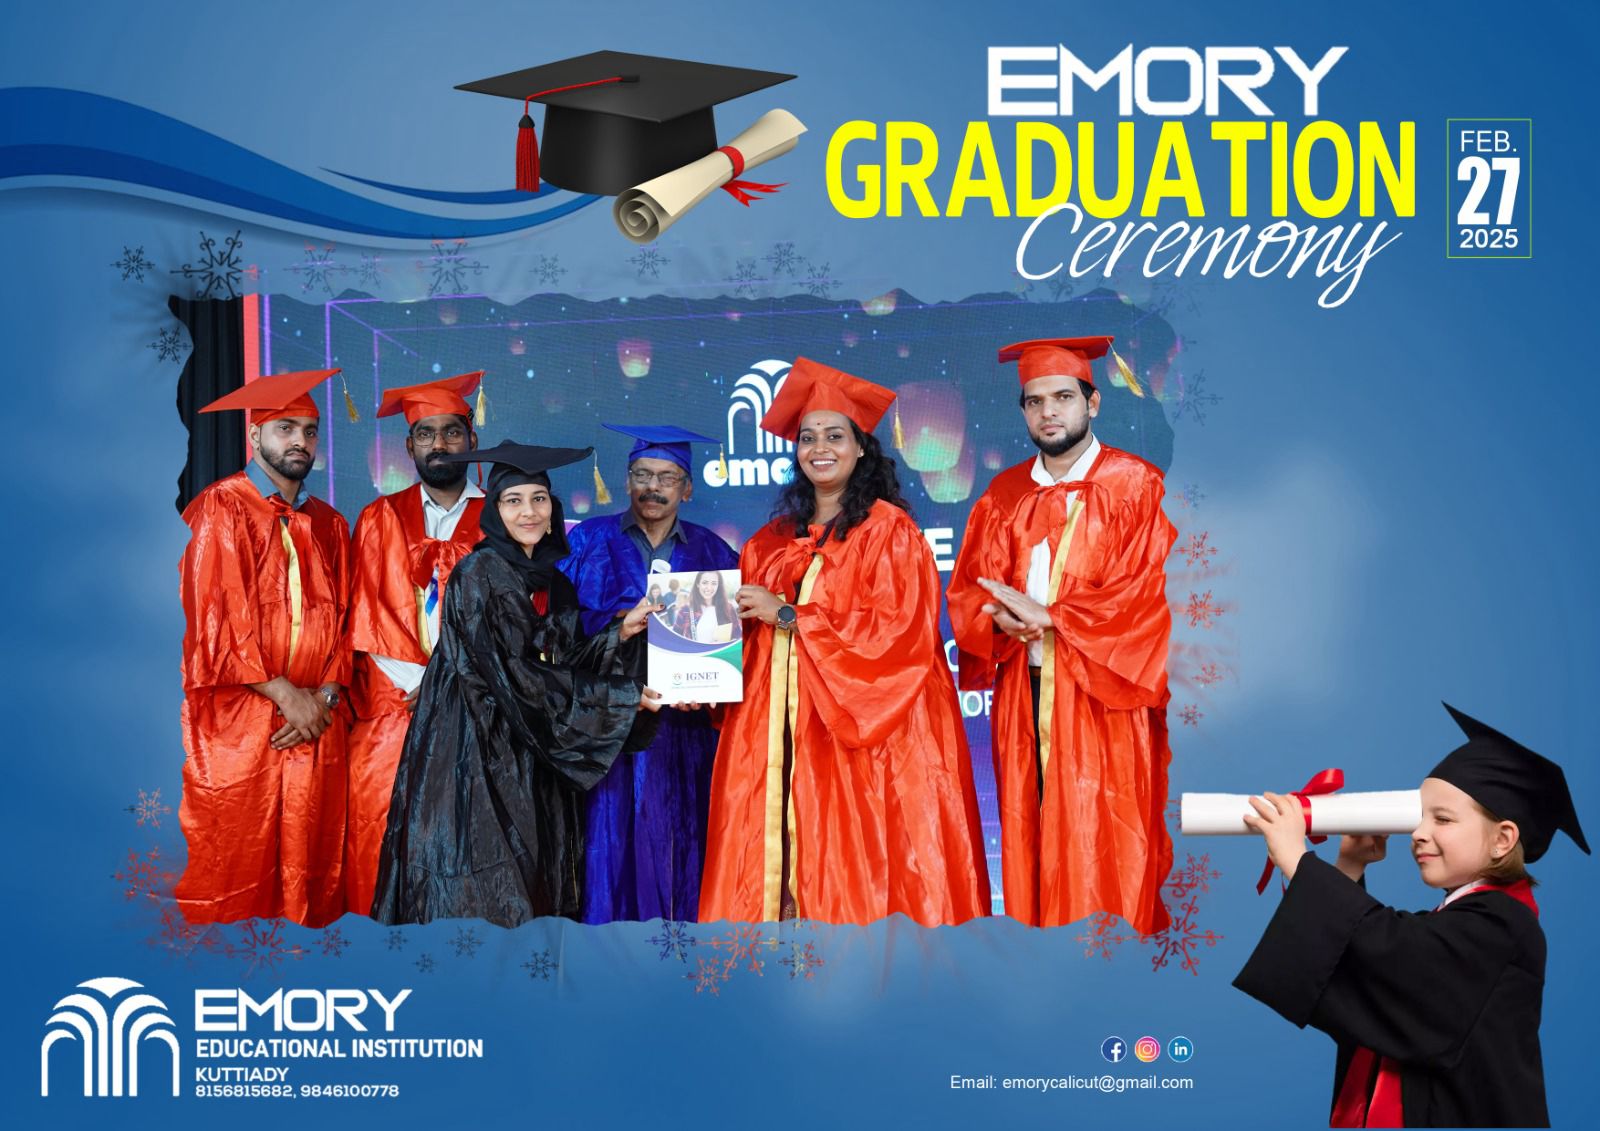 EMORY
GRADUATION
Ceremony
FEB.
27
2025
IGNET
EMORY
EDUCATIONAL INSTITUTION
KUTTIADY
8156815682, 9846100778
Email: emorycalicut@gmail.com